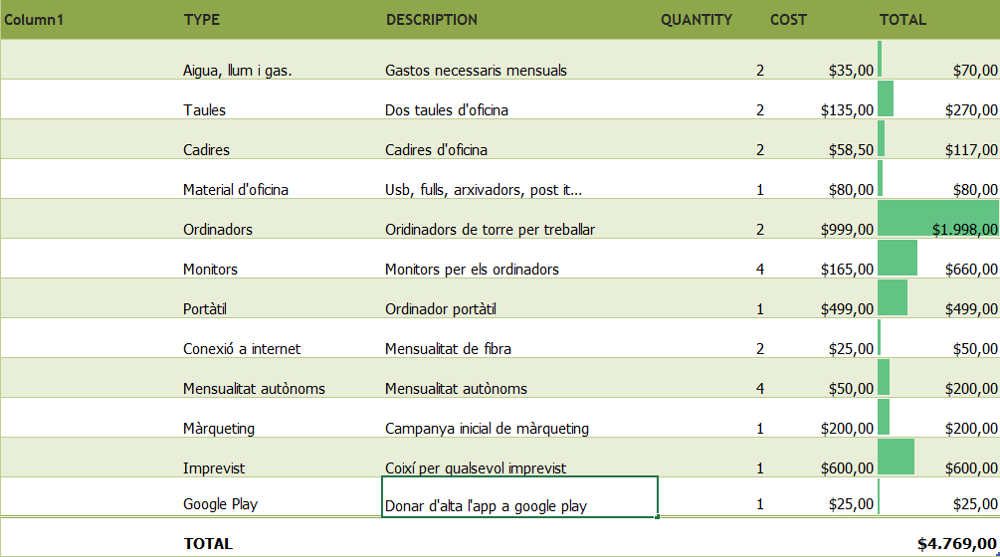 Column1 TYPE DESCRIPTION QUANTITY COST TOTAL
Aigua, llum i gas. Gastos necessaris mensuals 2 $35,00 $70,00
Taules Dos taules d'oficina 2 $135,00 $270,00
Cadires Cadires d'oficina 2 $58,50 $117,00
Material d'oficina Usb, fulls, arxivadors, post it... 1 $80,00 $80,00
Ordinadors Oridinadors de torre per treballar 2 $999,00 $1.998,00
Monitors Monitors per els ordinadors 4 $165,00 $660,00
Portàtil Ordinador portàtil 1 $499,00 $499,00
Conexió a internet Mensualitat de fibra 2 $25,00 $50,00
Mensualitat autònoms Mensualitat autònoms 4 $50,00 $200,00
Màrqueting Campanya inicial de màrqueting 1 $200,00 $200,00
Imprevist Coixí per qualsevol imprevist 1 $600,00 $600,00
Google Play Donar d'alta l'app a google play 1 $25,00 $25,00
TOTAL $4.769,00